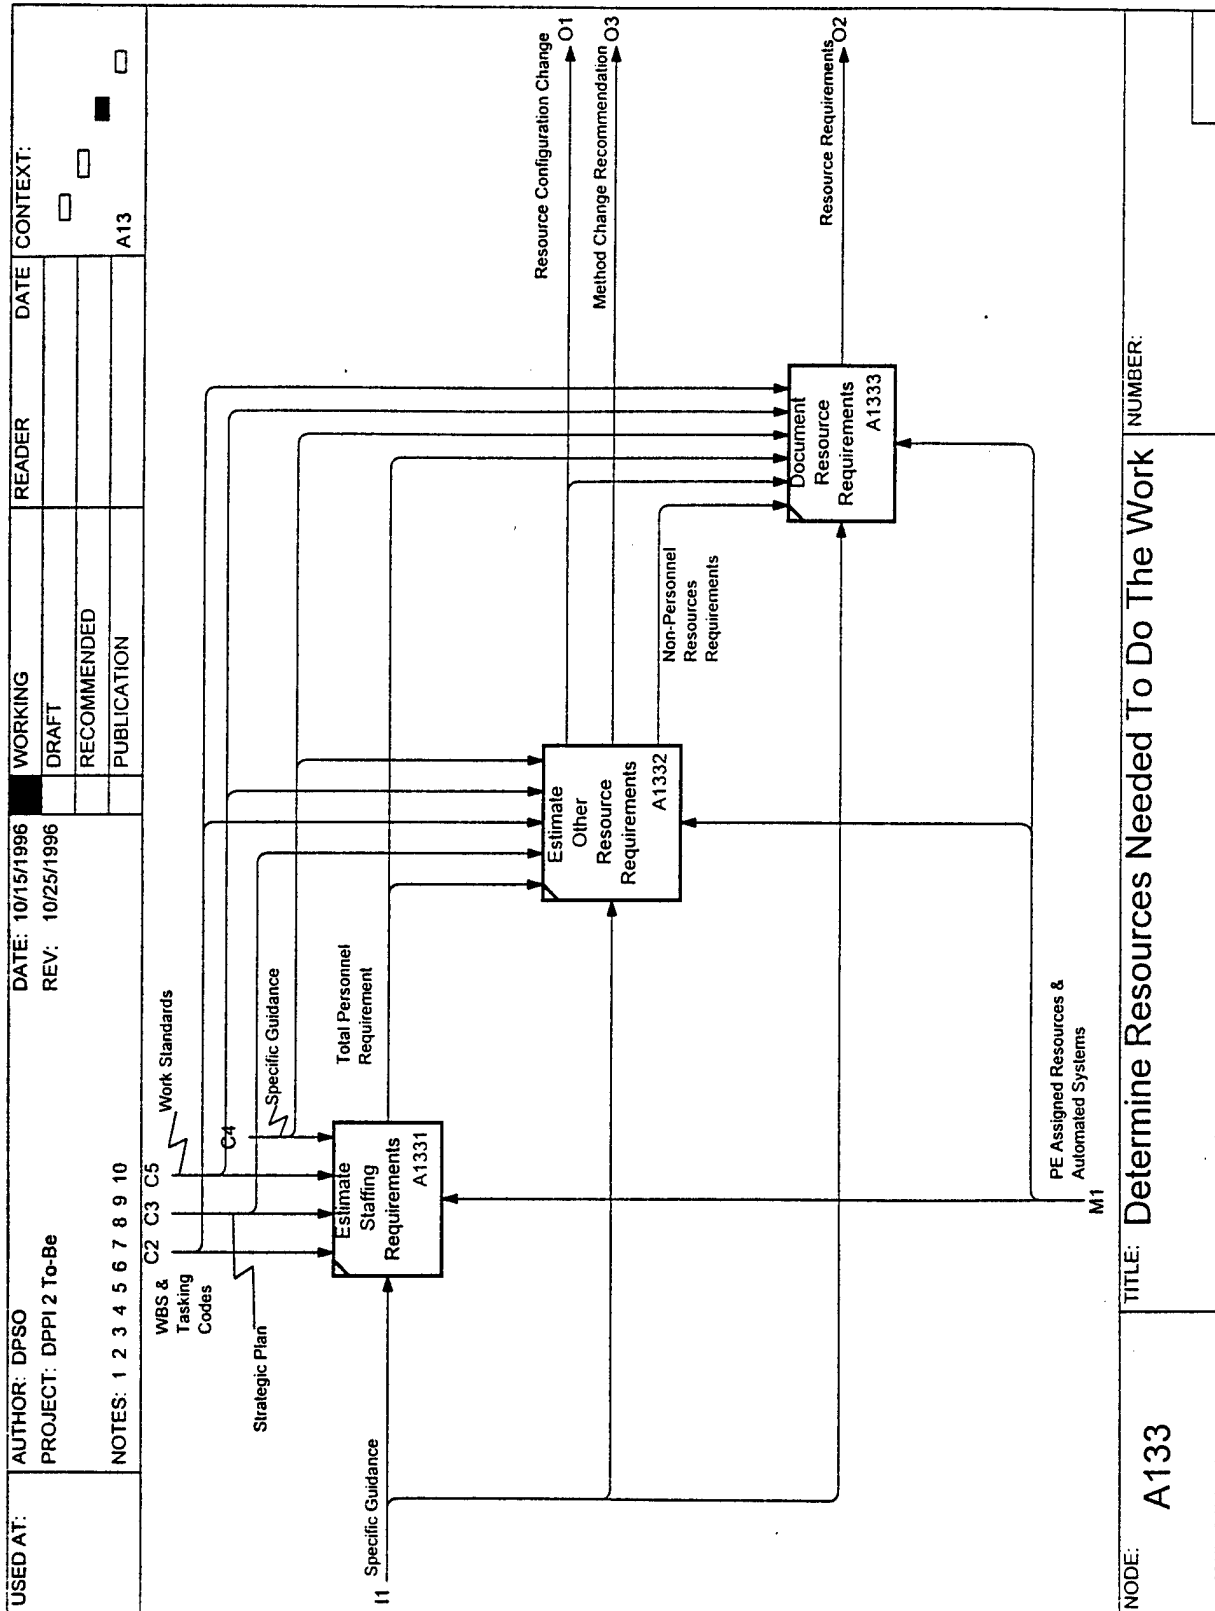 USED AT:
AUTHOR: DPSO
PROJECT: DPPI 2 To-Be
NOTES: 1 2 3 4 5 6 7 8 9 10
DATE: 10/15/1996
REV: 10/25/1996
WORKING
DRAFT
RECOMMENDED
PUBLICATION
READER
DATE
CONTEXT:
A13
C2
C3
C5
WBS &
Tasking
Codes
Work Standards
Strategic Plan
C4
Specific Guidance
I1
Specific Guidance
Estimate
Staffing
Requirements
A1331
Total Personnel
Requirement
Estimate
Other
Resource
Requirements
A1332
Non-Personnel
Resources
Requirements
Document
Resource
Requirements
A1333
Resource Configuration Change
O1
Method Change Recommendation
O3
Resource Requirements
O2
PE Assigned Resources &
Automated Systems
M1
NODE:
A133
TITLE:
Determine Resources Needed To Do The Work
NUMBER: